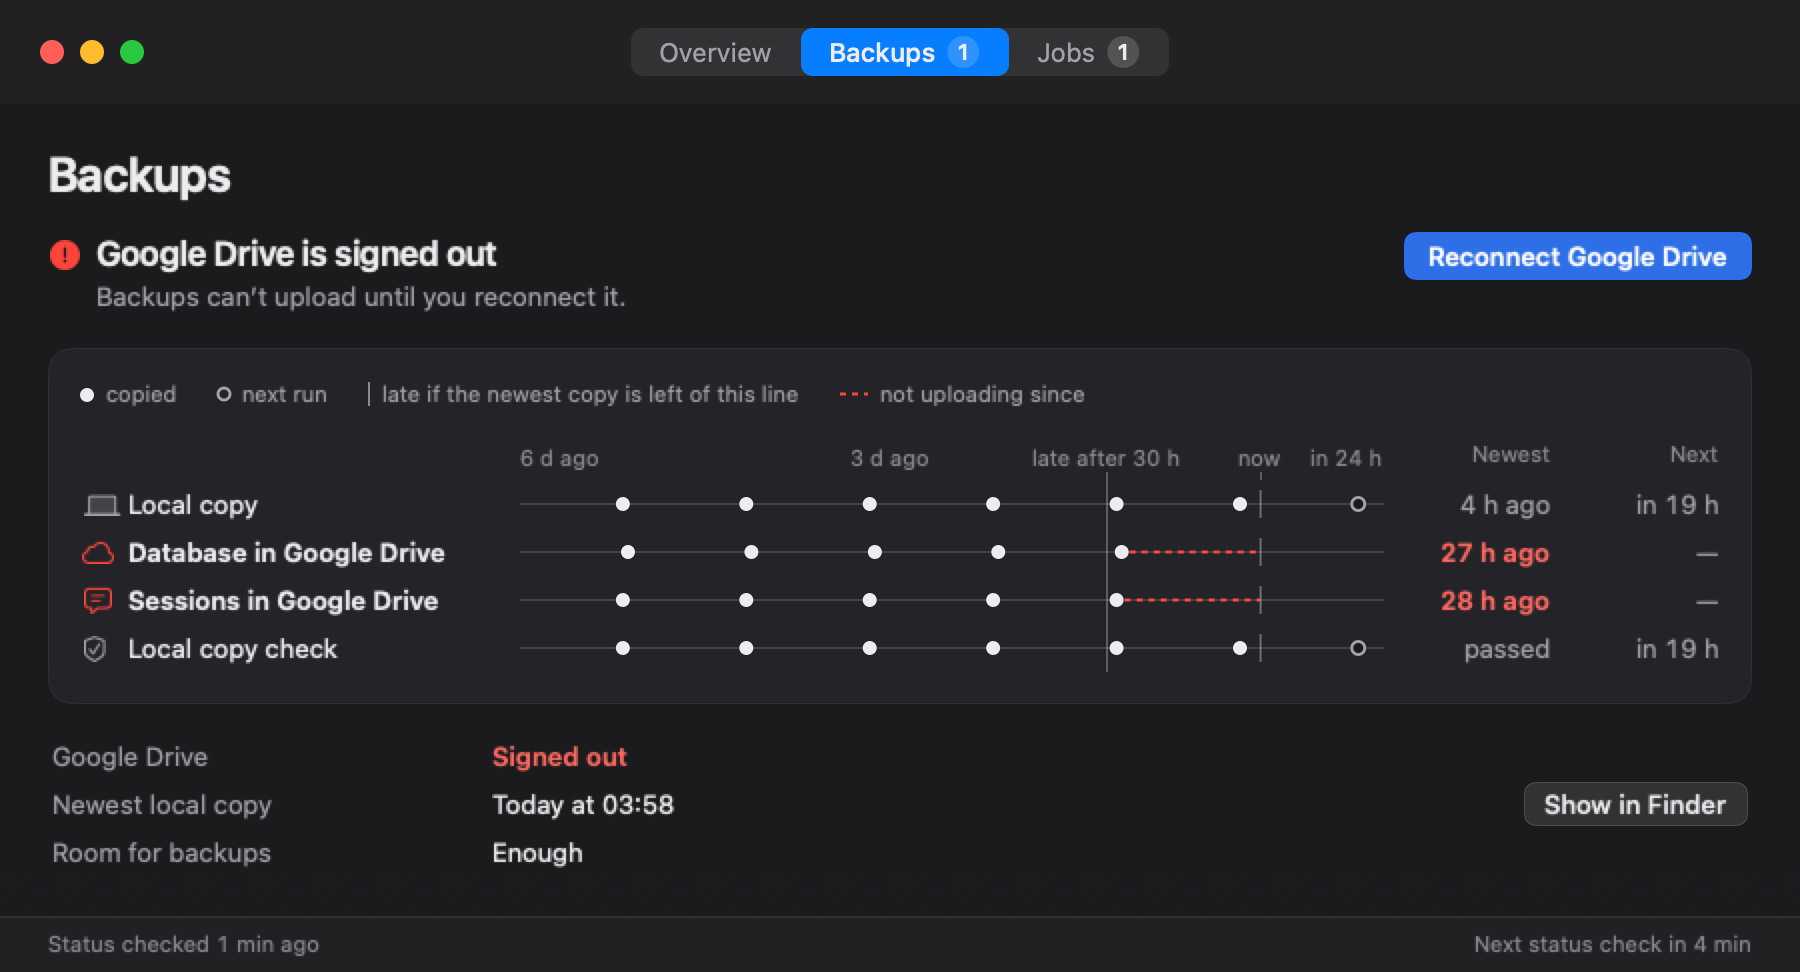 Overview Backups 1 Jobs 1
Backups
Google Drive is signed out
Reconnect Google Drive
Backups can’t upload until you reconnect it.
copied next run late if the newest copy is left of this line not uploading since
6 d ago 3 d ago late after 30 h now in 24 h Newest Next
Local copy 4 h ago in 19 h
Database in Google Drive 27 h ago —
Sessions in Google Drive 28 h ago —
Local copy check passed in 19 h
Google Drive Signed out
Newest local copy Today at 03:58 Show in Finder
Room for backups Enough
Status checked 1 min ago Next status check in 4 min